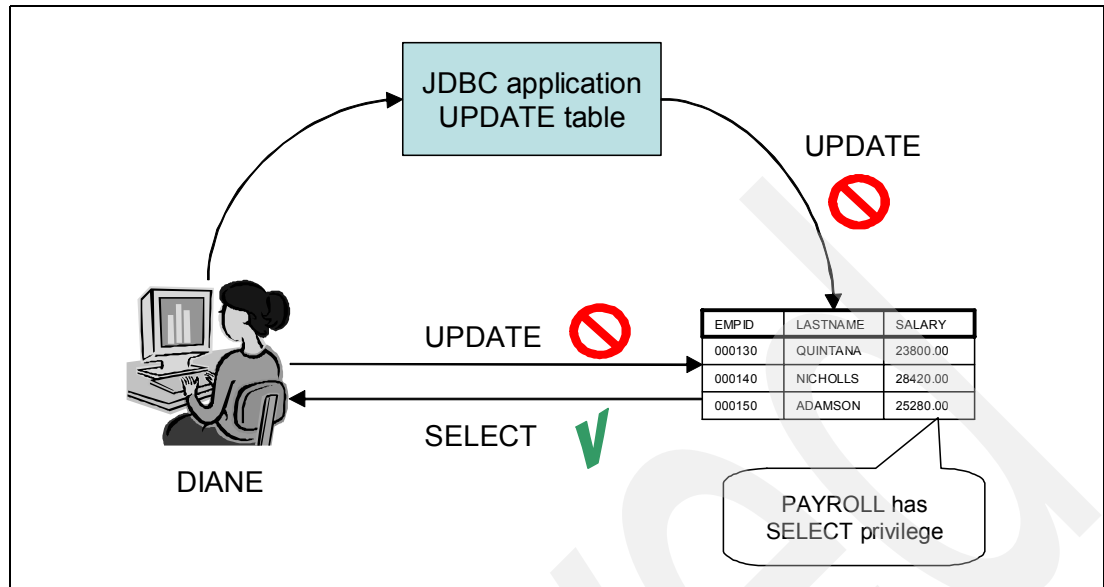 JDBC application
UPDATE table
UPDATE
UPDATE
SELECT
DIANE
EMPID LASTNAME SALARY
000130 QUINTANA 23800.00
000140 NICHOLLS 28420.00
000150 ADAMSON 25280.00
PAYROLL has
SELECT privilege